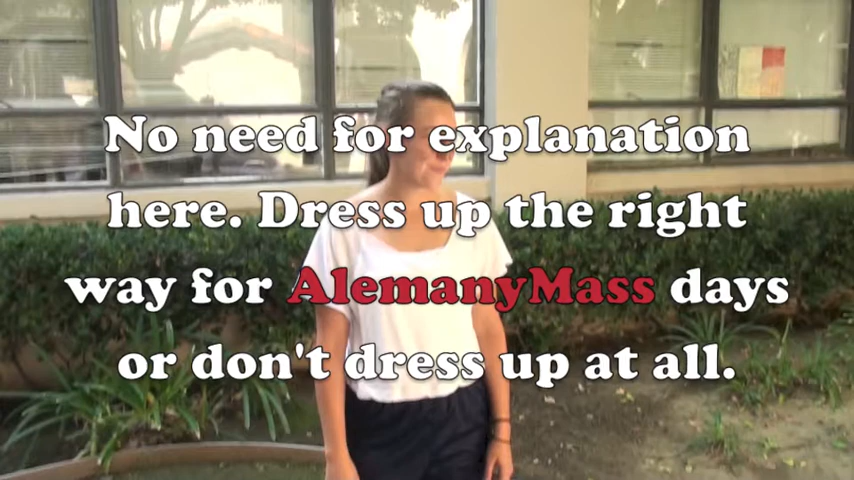 No need for explanation
here. Dress up the right
way for AlemanyMass days
or don't dress up at all.